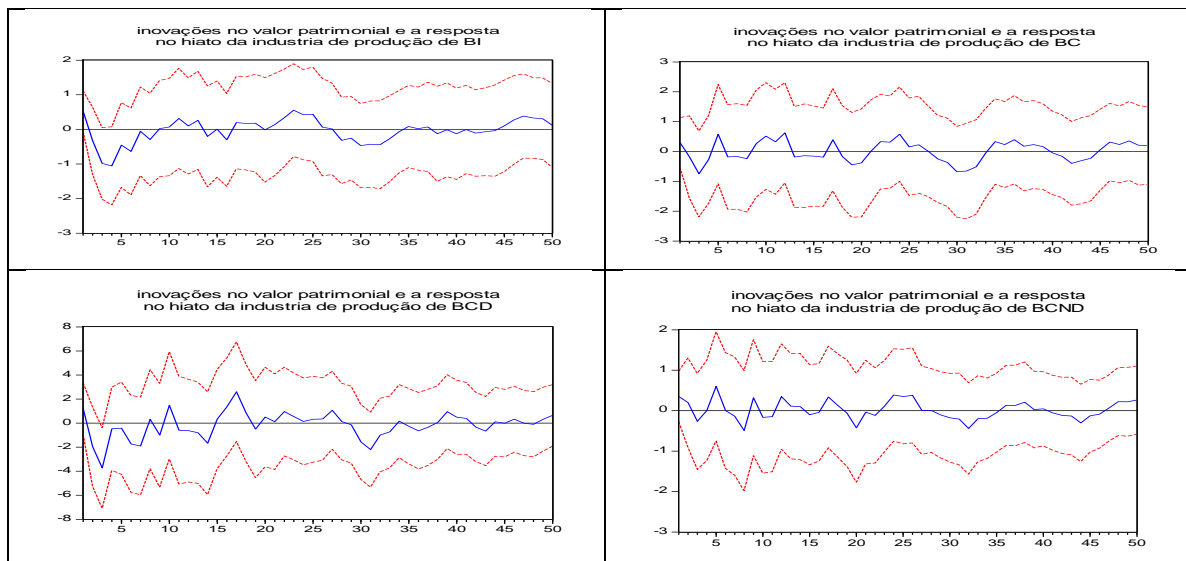 inovações no valor patrimonial e a resposta
no hiato da industria de produção de BI
2
1
0
-1
-2
-3
5 10 15 20 25 30 35 40 45 50
inovações no valor patrimonial e a resposta
no hiato da industria de produção de BC
3
2
1
0
-1
-2
-3
5 10 15 20 25 30 35 40 45 50
inovações no valor patrimonial e a resposta
no hiato da industria de produção de BCD
8
6
4
2
0
-2
-4
-6
-8
5 10 15 20 25 30 35 40 45 50
inovações no valor patrimonial e a resposta
no hiato da industria de produção de BCND
2
1
0
-1
-2
-3
5 10 15 20 25 30 35 40 45 50